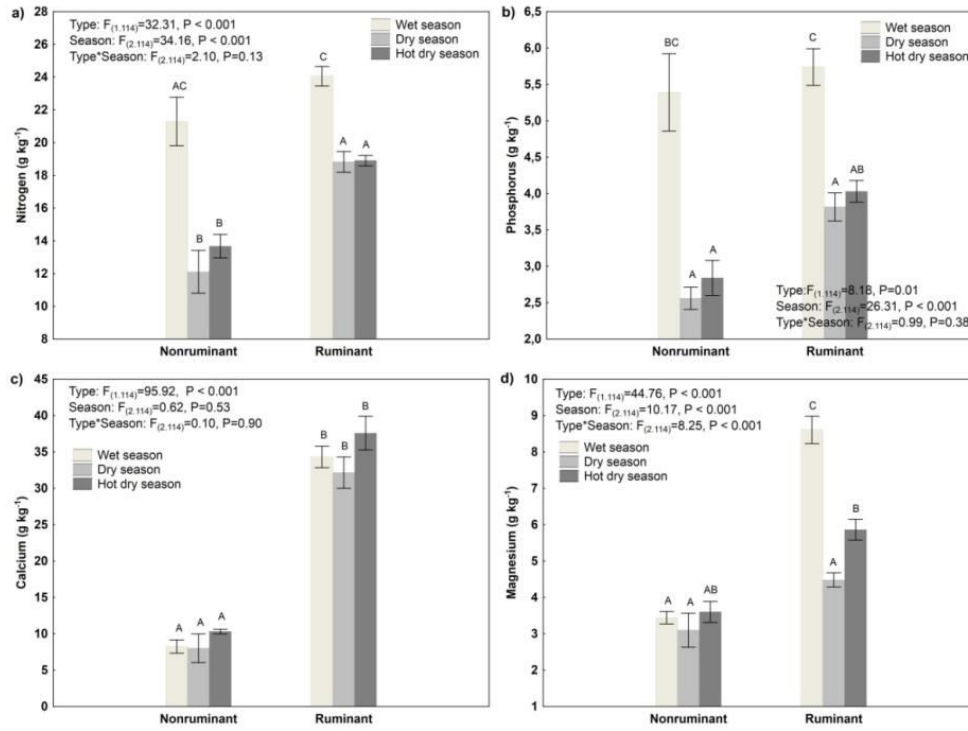 a)
Type: F(1.114)=32.31, P < 0.001
Season: F(2.114)=34.16, P < 0.001
Type*Season: F(2.114)=2.10, P=0.13
Wet season
Dry season
Hot dry season
Nitrogen (g kg-1)
28
26
24
22
20
18
16
14
12
10
8
AC
B
B
C
A
A
Nonruminant
Ruminant
b)
Wet season
Dry season
Hot dry season
Phosphorus (g kg-1)
6,5
6,0
5,5
5,0
4,5
4,0
3,5
3,0
2,5
2,0
BC
A
A
C
A
AB
Type:F(1.114)=8.18, P=0.01
Season: F(2.114)=26.31, P < 0.001
Type*Season: F(2.114)=0.99, P=0.38
Nonruminant
Ruminant
c)
Type: F(1.114)=95.92, P < 0.001
Season: F(2.114)=0.62, P=0.53
Type*Season: F(2.114)=0.10, P=0.90
Wet season
Dry season
Hot dry season
Calcium (g kg-1)
45
40
35
30
25
20
15
10
5
0
A
A
A
B
B
B
Nonruminant
Ruminant
d)
Type: F(1.114)=44.76, P < 0.001
Season: F(2.114)=10.17, P < 0.001
Type*Season: F(2.114)=8.25, P < 0.001
Wet season
Dry season
Hot dry season
Magnesium (g kg-1)
10
9
8
7
6
5
4
3
2
1
A
A
AB
C
A
B
Nonruminant
Ruminant